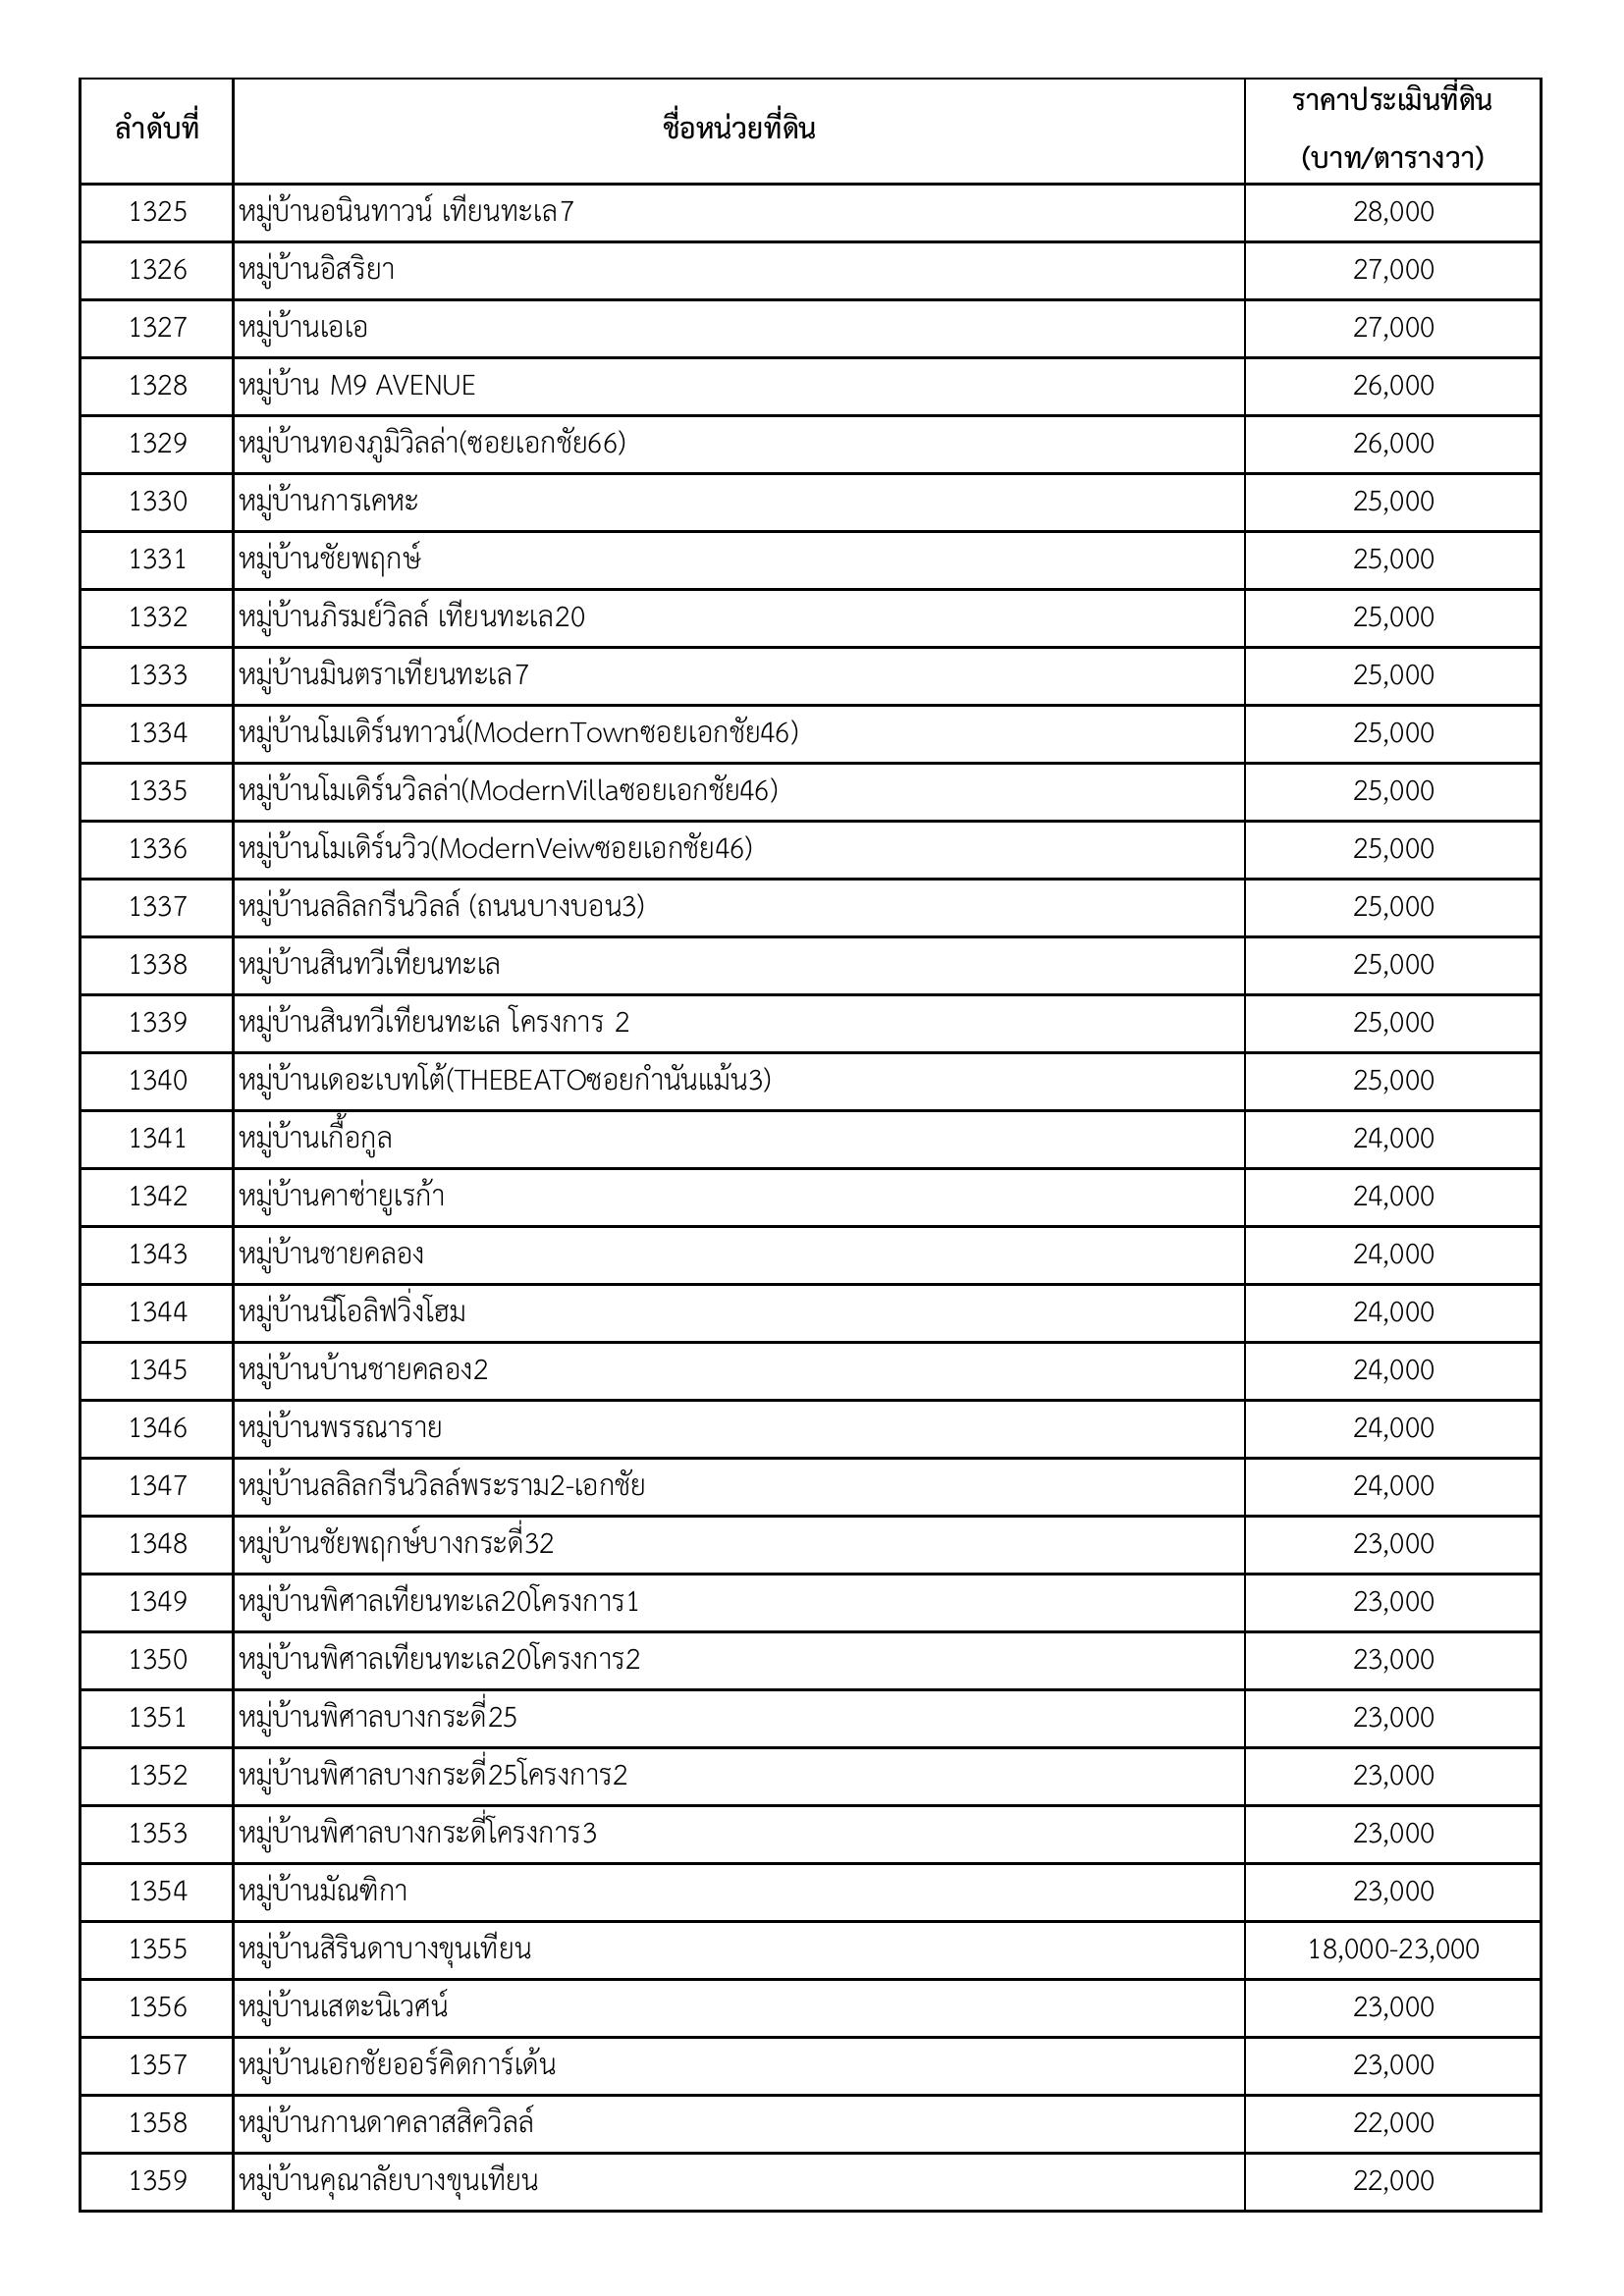 ลำดับที่ ชื่อหน่วยที่ดิน ราคาประเมินที่ดิน (บาท/ตารางวา)
1325 หมู่บ้านอนินทาวน์ เทียนทะเล7 28,000
1326 หมู่บ้านอิสริยา 27,000
1327 หมู่บ้านเอเอ 27,000
1328 หมู่บ้าน M9 AVENUE 26,000
1329 หมู่บ้านทองภูมิวิลล่า(ซอยเอกชัย66) 26,000
1330 หมู่บ้านการเคหะ 25,000
1331 หมู่บ้านชัยพฤกษ์ 25,000
1332 หมู่บ้านภิรมย์วิลล์ เทียนทะเล20 25,000
1333 หมู่บ้านมินตราเทียนทะเล7 25,000
1334 หมู่บ้านโมเดิร์นทาวน์(ModernTownซอยเอกชัย46) 25,000
1335 หมู่บ้านโมเดิร์นวิลล่า(ModernVillaซอยเอกชัย46) 25,000
1336 หมู่บ้านโมเดิร์นวิว(ModernVeiwซอยเอกชัย46) 25,000
1337 หมู่บ้านลลิลกรีนวิลล์ (ถนนบางบอน3) 25,000
1338 หมู่บ้านสินทวีเทียนทะเล 25,000
1339 หมู่บ้านสินทวีเทียนทะเล โครงการ 2 25,000
1340 หมู่บ้านเดอะเบทโต้(THEBEATOซอยกำนันแม้น3) 25,000
1341 หมู่บ้านเกื้อกูล 24,000
1342 หมู่บ้านคาซ่ายูเรก้า 24,000
1343 หมู่บ้านชายคลอง 24,000
1344 หมู่บ้านนีโอลิฟวิ่งโฮม 24,000
1345 หมู่บ้านบ้านชายคลอง2 24,000
1346 หมู่บ้านพรรณาราย 24,000
1347 หมู่บ้านลลิลกรีนวิลล์พระราม2-เอกชัย 24,000
1348 หมู่บ้านชัยพฤกษ์บางกระดี่32 23,000
1349 หมู่บ้านพิศาลเทียนทะเล20โครงการ1 23,000
1350 หมู่บ้านพิศาลเทียนทะเล20โครงการ2 23,000
1351 หมู่บ้านพิศาลบางกระดี่25 23,000
1352 หมู่บ้านพิศาลบางกระดี่25โครงการ2 23,000
1353 หมู่บ้านพิศาลบางกระดี่โครงการ3 23,000
1354 หมู่บ้านมัณฑิกา 23,000
1355 หมู่บ้านสิรินดาบางขุนเทียน 18,000-23,000
1356 หมู่บ้านเสตะนิเวศน์ 23,000
1357 หมู่บ้านเอกชัยออร์คิดการ์เด้น 23,000
1358 หมู่บ้านกานดาคลาสสิควิลล์ 22,000
1359 หมู่บ้านคุณาลัยบางขุนเทียน 22,000